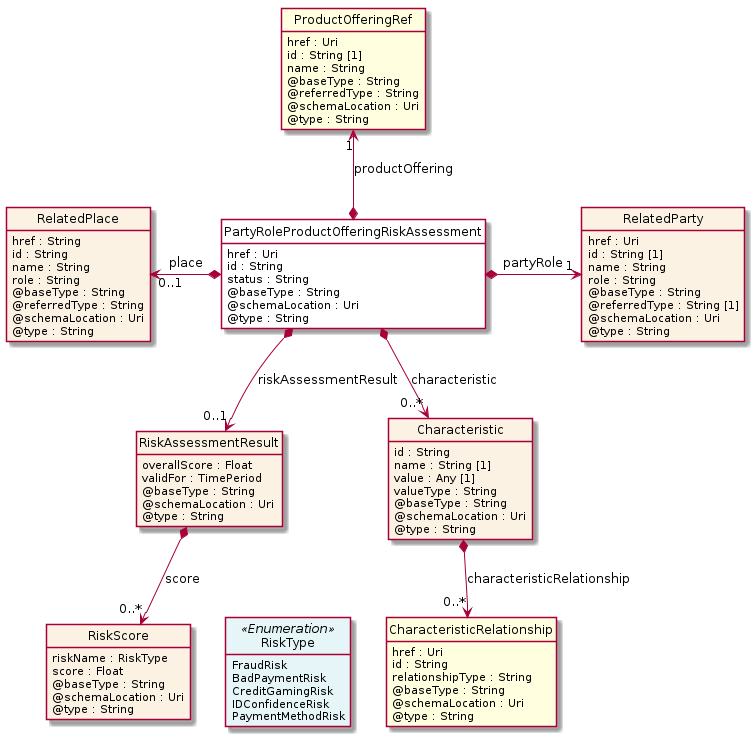 ProductOfferingRef
href : Uri
id : String [1]
name : String
@baseType : String
@referredType : String
@schemaLocation : Uri
@type : String
1
productOffering
RelatedPlace
href : String
id : String
name : String
role : String
@baseType : String
@referredType : String
@schemaLocation : Uri
@type : String
place
0..1
PartyRoleProductOfferingRiskAssessment
href : Uri
id : String
status : String
@baseType : String
@schemaLocation : Uri
@type : String
partyRole
1
RelatedParty
href : Uri
id : String [1]
name : String
role : String
@baseType : String
@referredType : String [1]
@schemaLocation : Uri
@type : String
riskAssessmentResult
0..1
characteristic
0..*
RiskAssessmentResult
overallScore : Float
validFor : TimePeriod
@baseType : String
@schemaLocation : Uri
@type : String
Characteristic
id : String
name : String [1]
value : Any [1]
valueType : String
@baseType : String
@schemaLocation : Uri
@type : String
score
0..*
characteristicRelationship
0..*
RiskScore
riskName : RiskType
score : Float
@baseType : String
@schemaLocation : Uri
@type : String
«Enumeration»
RiskType
FraudRisk
BadPaymentRisk
CreditGamingRisk
IDConfidenceRisk
PaymentMethodRisk
CharacteristicRelationship
href : Uri
id : String
relationshipType : String
@baseType : String
@schemaLocation : Uri
@type : String